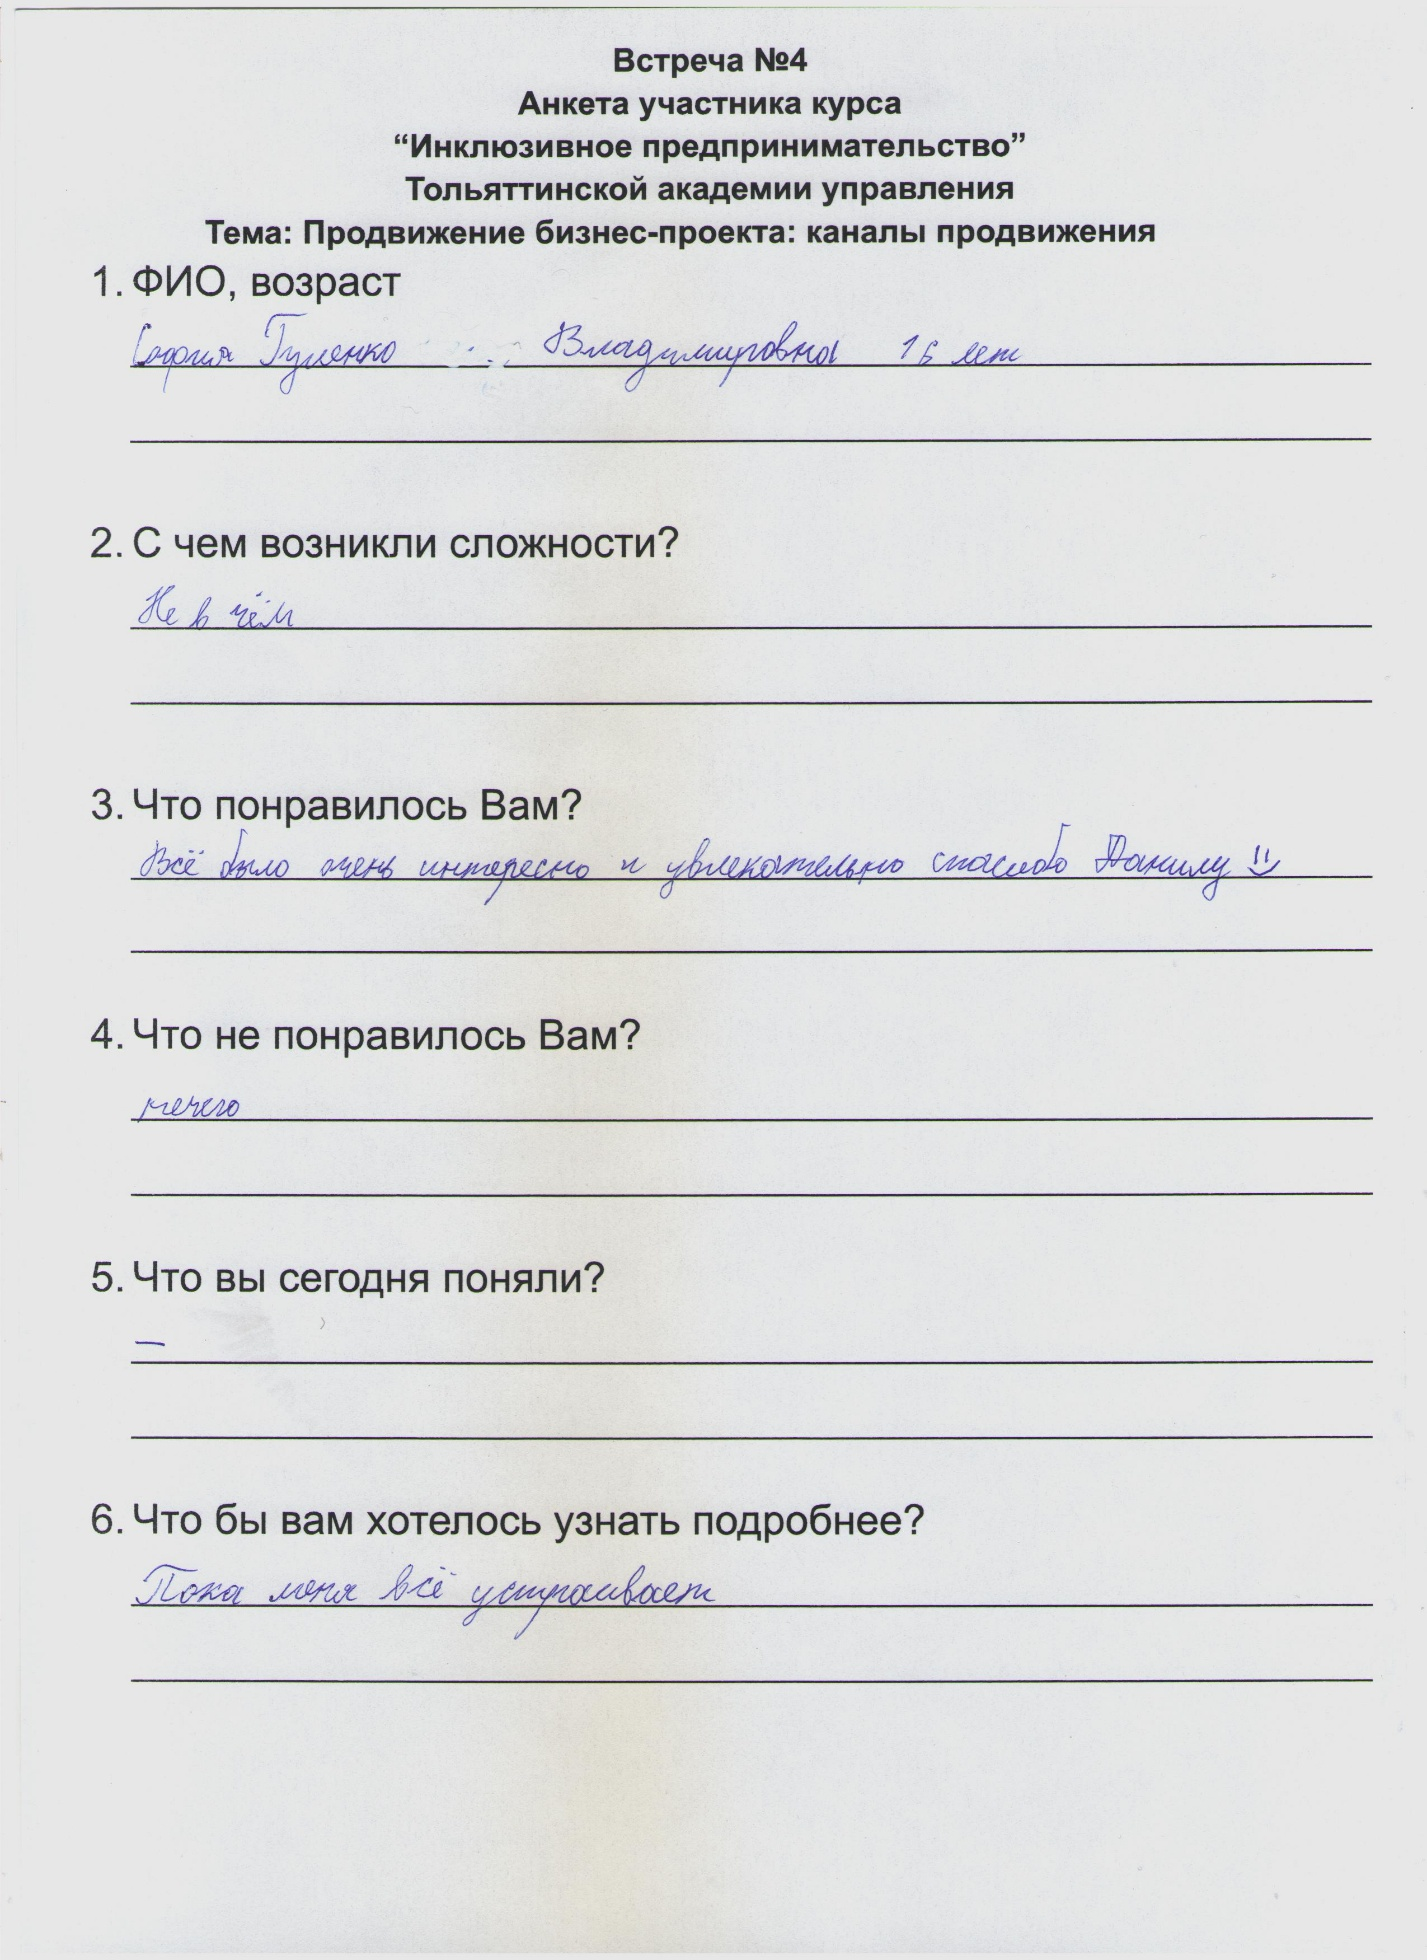 Встреча №4
Анкета участника курса
“Инклюзивное предпринимательство”
Тольяттинской академии управления
Тема: Продвижение бизнес-проекта: каналы продвижения
1. ФИО, возраст
София Гуленко Владимировна 16 лет
2. С чем возникли сложности?
Не в чём
3. Что понравилось Вам?
Всё было очень интересно и увлекательно спасибо Данилу
4. Что не понравилось Вам?
нечего
5. Что вы сегодня поняли?
—
6. Что бы вам хотелось узнать подробнее?
Пока меня всё устраивает